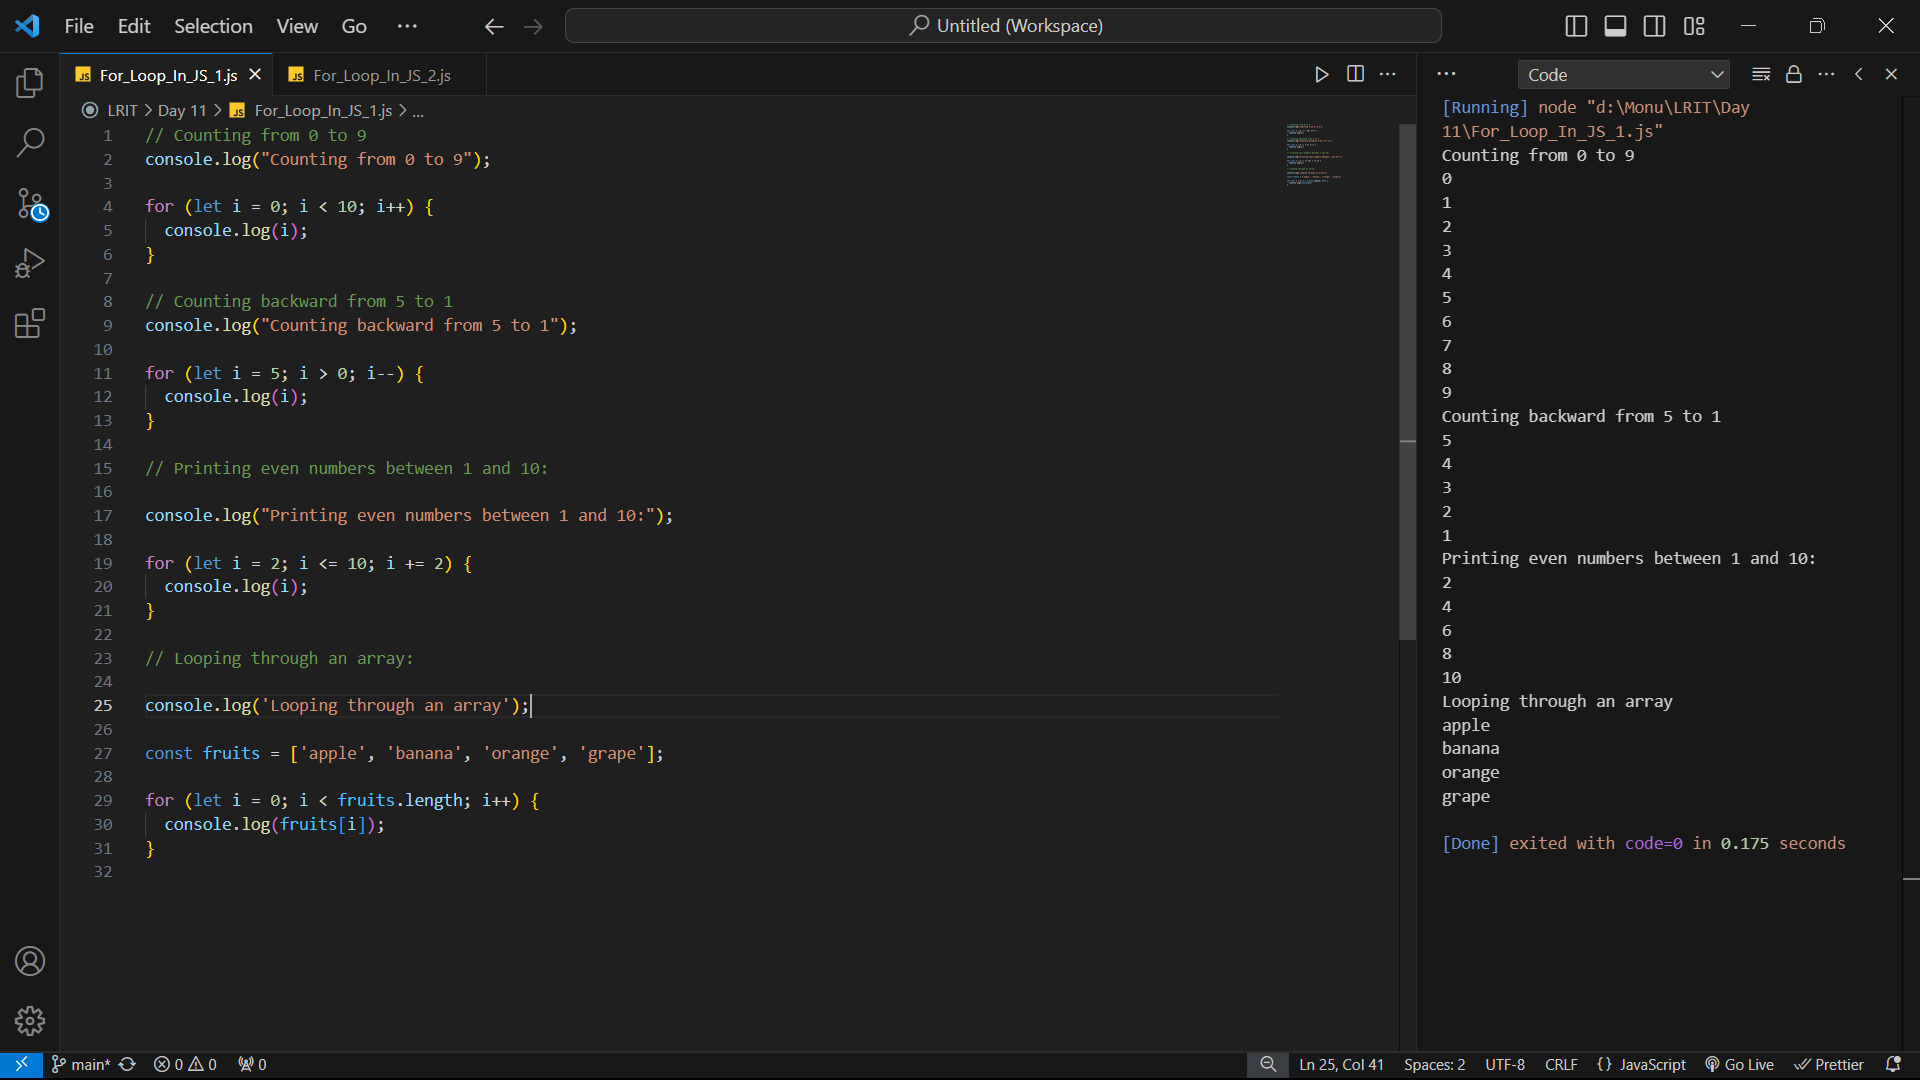 File Edit Selection View Go ··· Untitled (Workspace)
JS For_Loop_In_JS_1.js JS For_Loop_In_JS_2.js
LRIT > Day 11 > JS For_Loop_In_JS_1.js > ...
1 // Counting from 0 to 9
2 console.log("Counting from 0 to 9");
3
4 for (let i = 0; i < 10; i++) {
5 console.log(i);
6 }
7
8 // Counting backward from 5 to 1
9 console.log("Counting backward from 5 to 1");
10
11 for (let i = 5; i > 0; i--) {
12 console.log(i);
13 }
14
15 // Printing even numbers between 1 and 10:
16
17 console.log("Printing even numbers between 1 and 10:");
18
19 for (let i = 2; i <= 10; i += 2) {
20 console.log(i);
21 }
22
23 // Looping through an array:
24
25 console.log('Looping through an array');
26
27 const fruits = ['apple', 'banana', 'orange', 'grape'];
28
29 for (let i = 0; i < fruits.length; i++) {
30 console.log(fruits[i]);
31 }
32
Code
[Running] node "d:\Monu\LRIT\Day
11\For_Loop_In_JS_1.js"
Counting from 0 to 9
0
1
2
3
4
5
6
7
8
9
Counting backward from 5 to 1
5
4
3
2
1
Printing even numbers between 1 and 10:
2
4
6
8
10
Looping through an array
apple
banana
orange
grape
[Done] exited with code=0 in 0.175 seconds
main* 0 0 0 Ln 25, Col 41 Spaces: 2 UTF-8 CRLF {} JavaScript Go Live Prettier